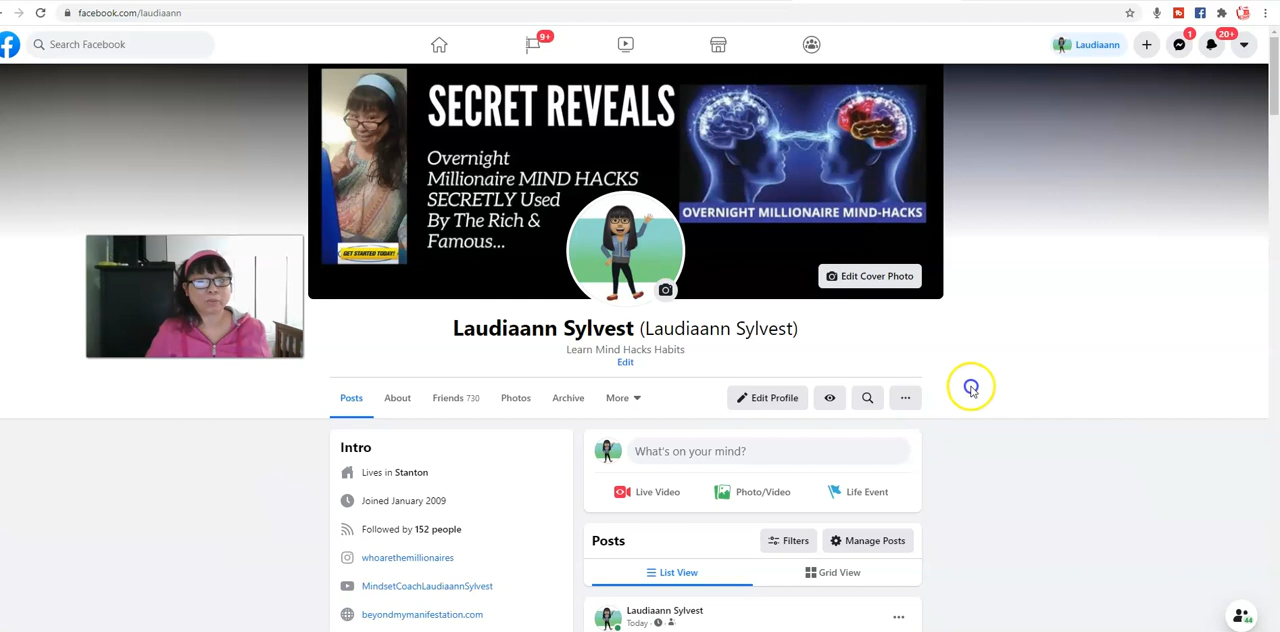 facebook.com/laudiaann
Search Facebook
9+
Laudiaann
1
20+
SECRET REVEALS
Overnight
Millionaire MIND HACKS
SECRETLY Used
By The Rich &
Famous...
GET STARTED TODAY!
OVERNIGHT MILLIONAIRE MIND-HACKS
Edit Cover Photo
Laudiaann Sylvest (Laudiaann Sylvest)
Learn Mind Hacks Habits
Edit
Posts
About
Friends 730
Photos
Archive
More
Edit Profile
Intro
Lives in Stanton
Joined January 2009
Followed by 152 people
whoarethemillionaires
MindsetCoachLaudiaannSylvest
beyondmymanifestation.com
What's on your mind?
Live Video
Photo/Video
Life Event
Posts
Filters
Manage Posts
List View
Grid View
Laudiaann Sylvest
Today ·
44